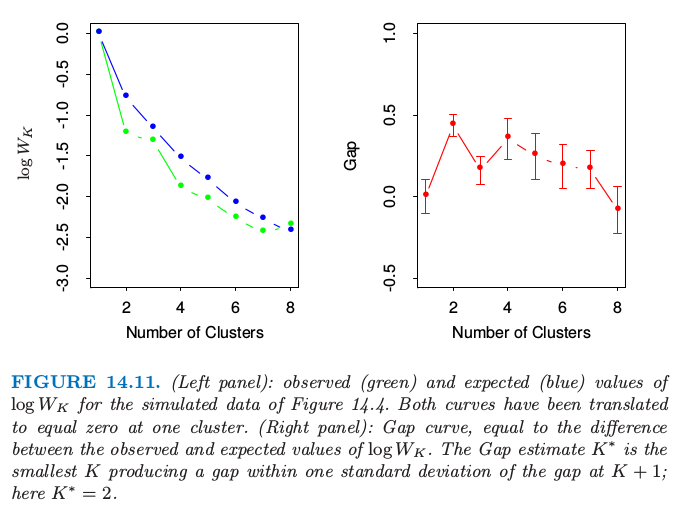 0.0
-0.5
-1.0
-1.5
-2.0
-2.5
-3.0
log W_K
2 4 6 8
Number of Clusters
1.0
0.5
0.0
-0.5
Gap
2 4 6 8
Number of Clusters
FIGURE 14.11. (Left panel): observed (green) and expected (blue) values of
log W_K for the simulated data of Figure 14.4. Both curves have been translated
to equal zero at one cluster. (Right panel): Gap curve, equal to the difference
between the observed and expected values of log W_K. The Gap estimate K* is the
smallest K producing a gap within one standard deviation of the gap at K + 1;
here K* = 2.